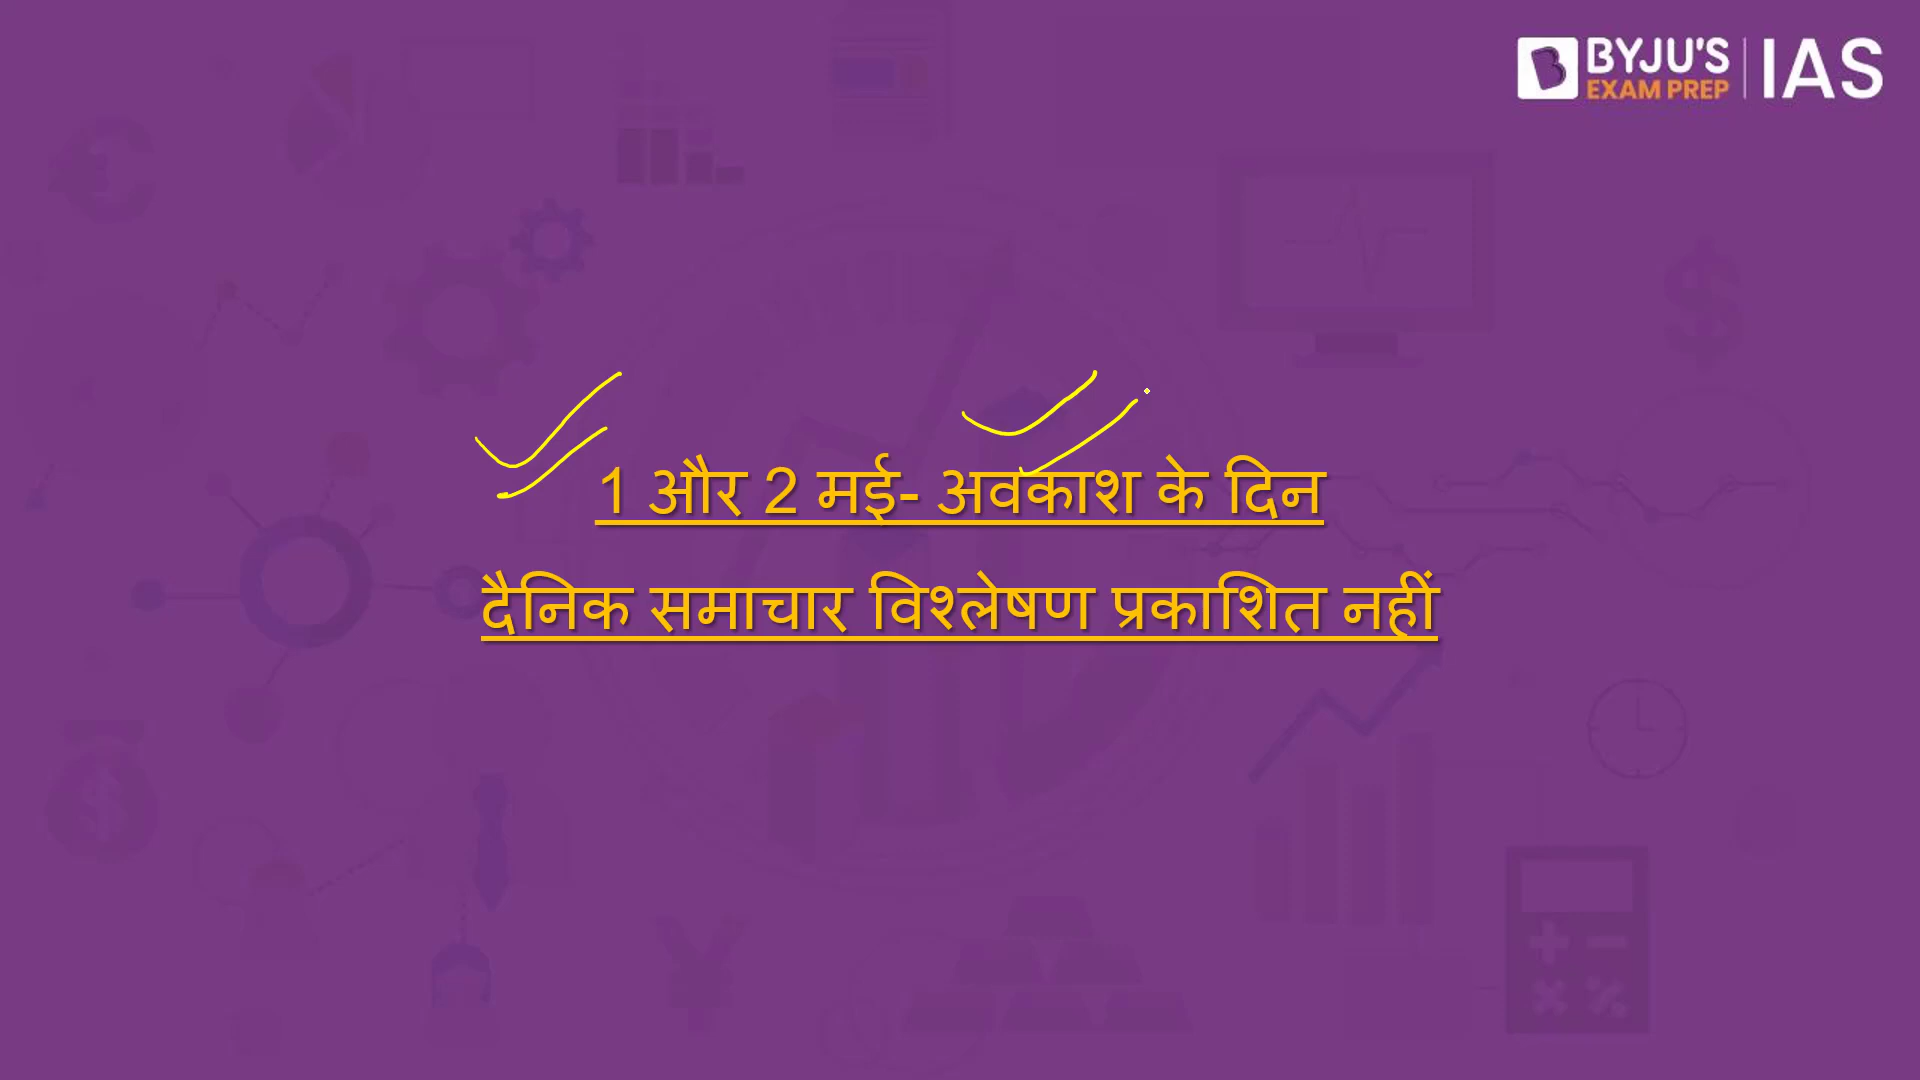 BYJU'S
EXAM PREP
IAS
1 और 2 मई- अवकाश के दिन
दैनिक समाचार विश्लेषण प्रकाशित नहीं